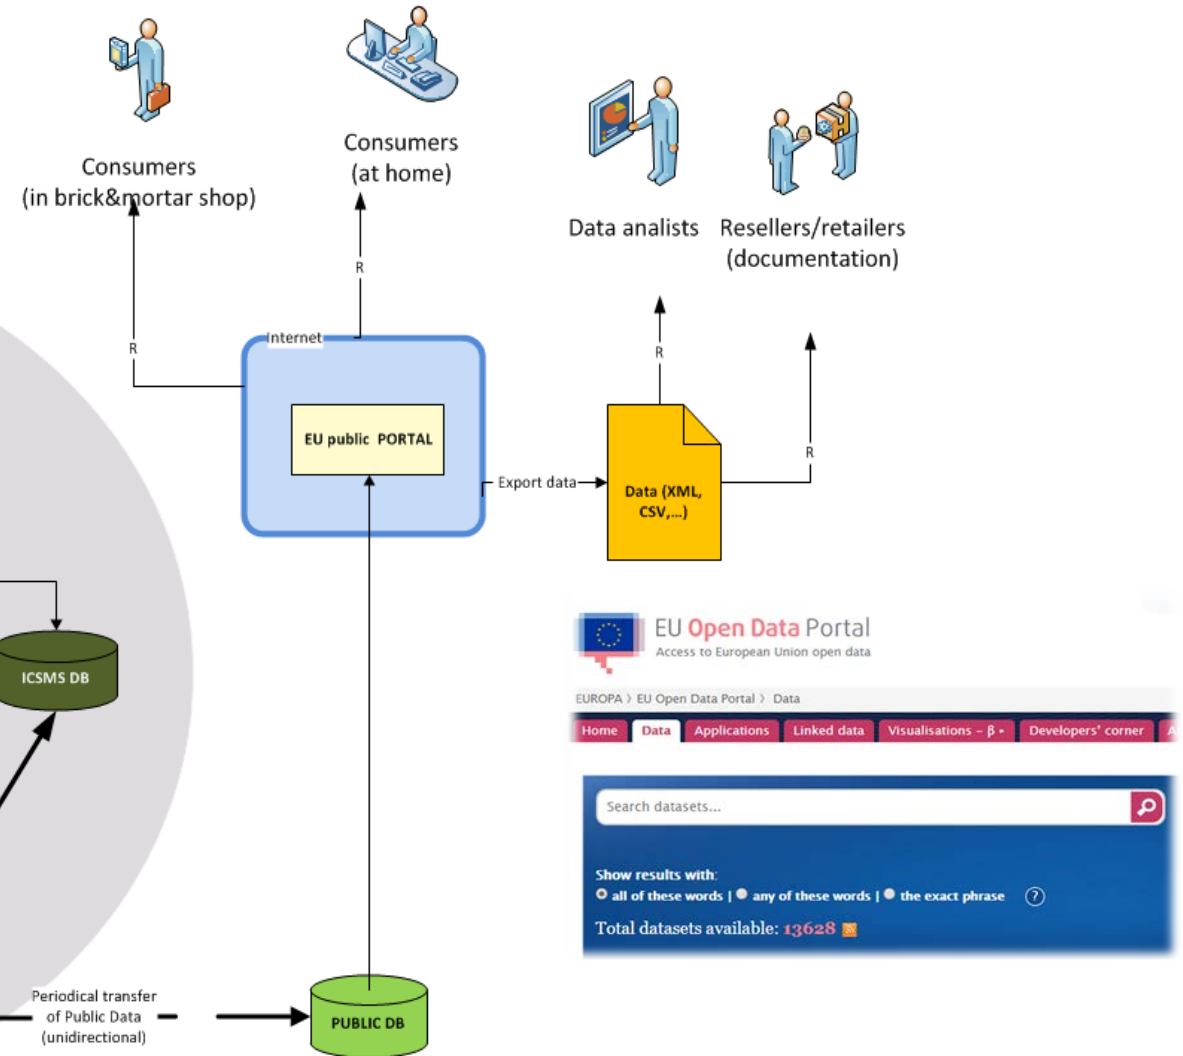 Consumers
(in brick&mortar shop)
Consumers
(at home)
Data analists
Resellers/retailers
(documentation)
R
R
R
R
Internet
EU public PORTAL
Export data
Data (XML,
CSV,...)
ICSMS DB
EU Open Data Portal
Access to European Union open data
EUROPA > EU Open Data Portal > Data
Home Data Applications Linked data Visualisations - β Developers' corner A
Search datasets...
Show results with:
all of these words | any of these words | the exact phrase ?
Total datasets available: 13628
Periodical transfer
of Public Data
(unidirectional)
PUBLIC DB